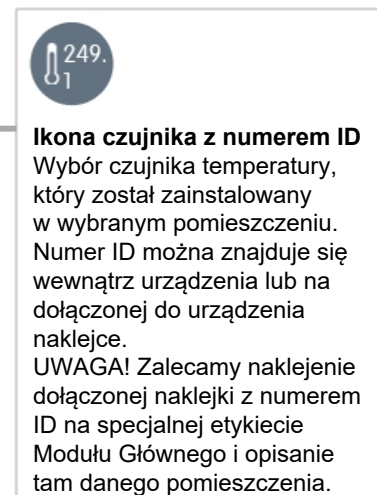 249.
1
Ikona czujnika z numerem ID
Wybór czujnika temperatury,
który został zainstalowany
w wybranym pomieszczeniu.
Numer ID można znajduje się
wewnątrz urządzenia lub na
dołączonej do urządzenia
naklejce.
UWAGA! Zalecamy naklejenie
dołączonej naklejki z numerem
ID na specjalnej etykiecie
Modułu Głównego i opisanie
tam danego pomieszczenia.